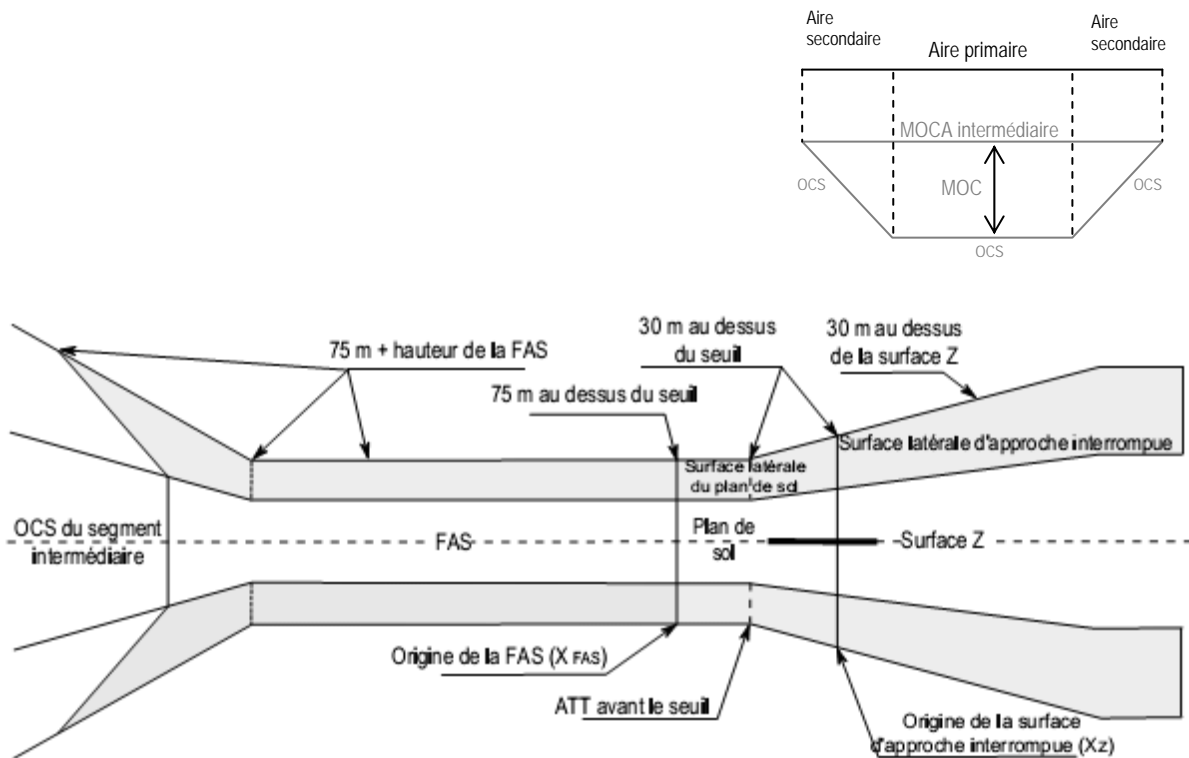 Aire
secondaire
Aire primaire
Aire
secondaire
MOCA intermédiaire
OCS
MOC
OCS
OCS
75 m + hauteur de la FAS
30 m au dessus
du seuil
30 m au dessus
de la surface Z
75 m au dessus du seuil
Surface latérale d'approche interrompue
Surface latérale
du plan de sol
OCS du segment
intermédiaire
FAS
Plan de
sol
Surface Z
Origine de la FAS (X FAS)
ATT avant le seuil
Origine de la surface
d'approche interrompue (Xz)